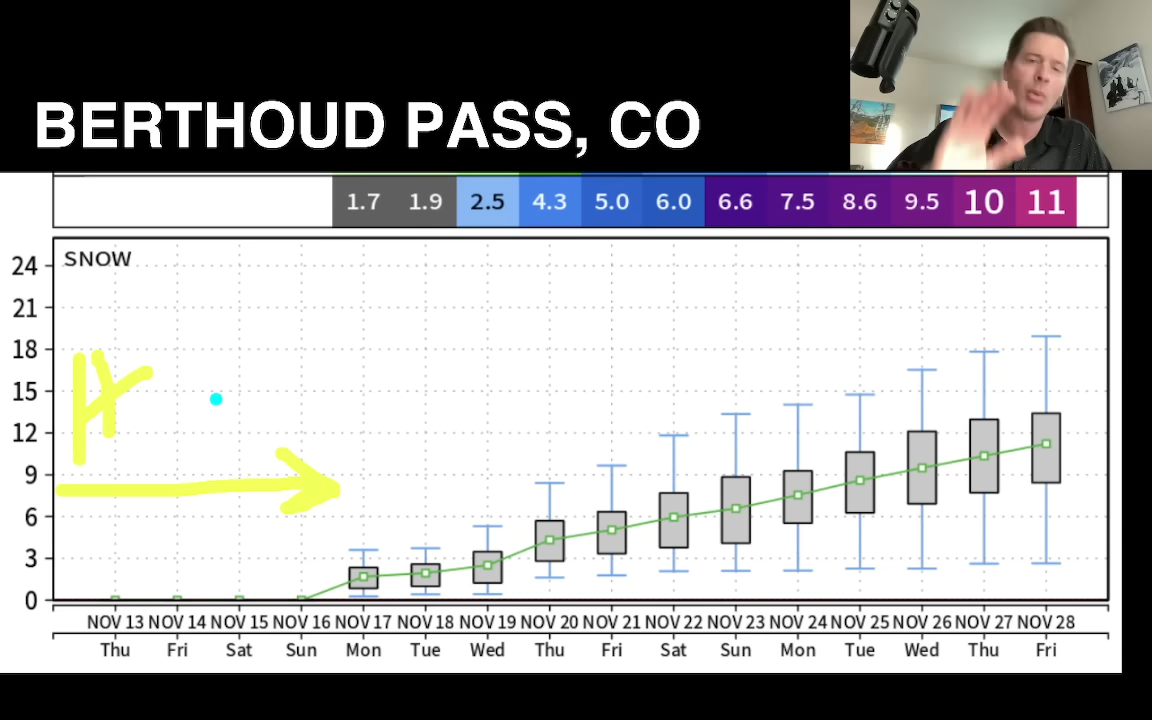 BERTHOUD PASS, CO
1.7 1.9 2.5 4.3 5.0 6.0 6.6 7.5 8.6 9.5 10 11
SNOW
24
21
18
15
12
9
6
3
0
NOV 13 NOV 14 NOV 15 NOV 16 NOV 17 NOV 18 NOV 19 NOV 20 NOV 21 NOV 22 NOV 23 NOV 24 NOV 25 NOV 26 NOV 27 NOV 28
Thu Fri Sat Sun Mon Tue Wed Thu Fri Sat Sun Mon Tue Wed Thu Fri